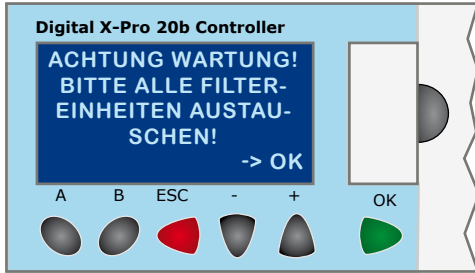 Digital X-Pro 20b Controller
ACHTUNG WARTUNG!
BITTE ALLE FILTER-
EINHEITEN AUSTAU-
SCHEN!
-> OK
A B ESC - + OK